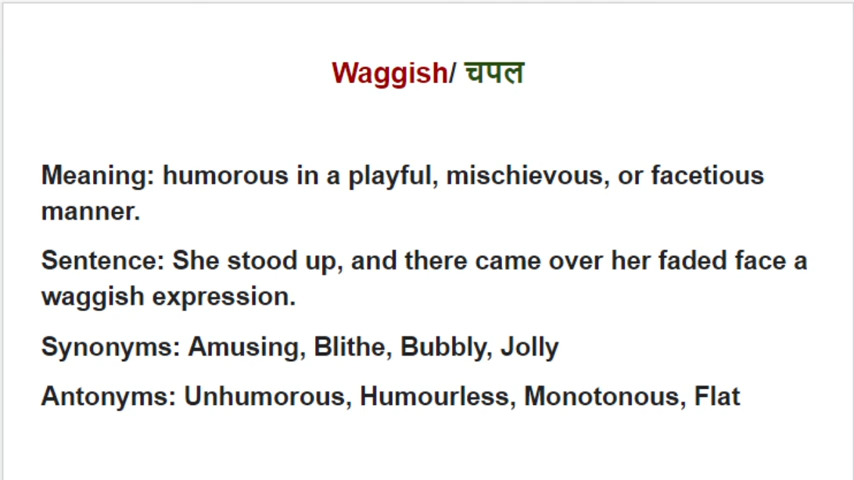 Waggish/ चपल
Meaning: humorous in a playful, mischievous, or facetious
manner.
Sentence: She stood up, and there came over her faded face a
waggish expression.
Synonyms: Amusing, Blithe, Bubbly, Jolly
Antonyms: Unhumorous, Humourless, Monotonous, Flat